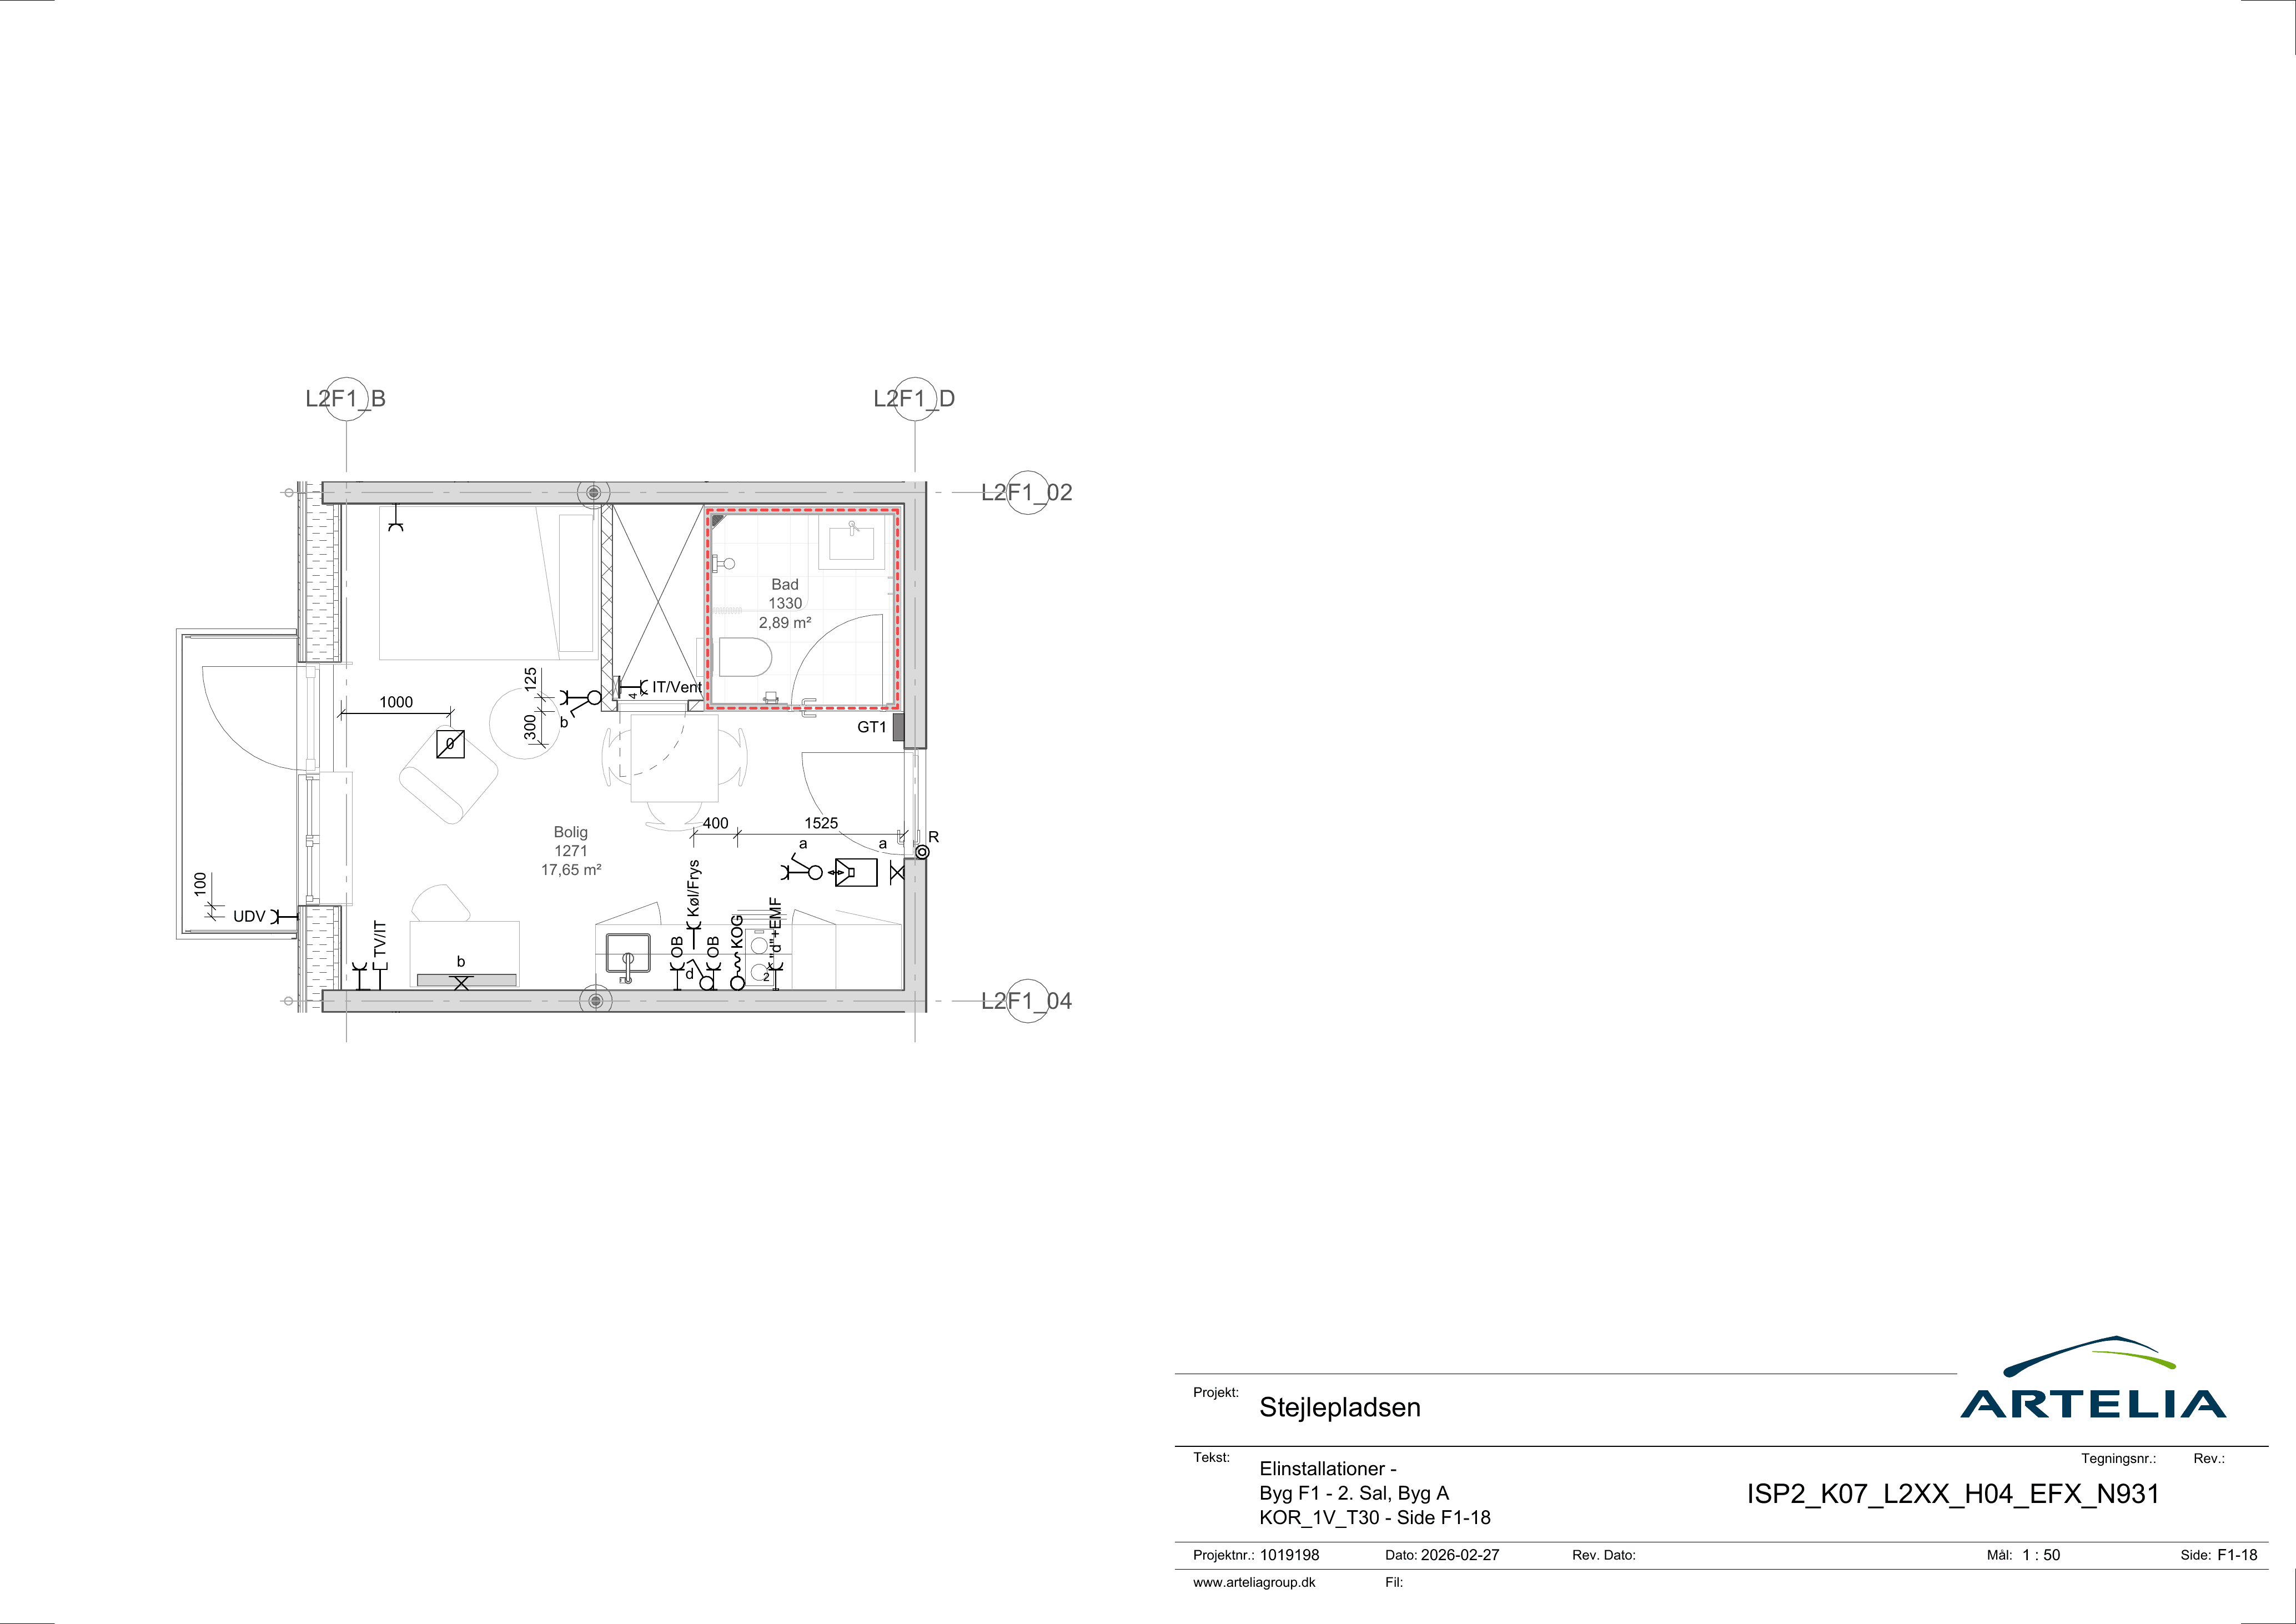 L2F1_B
L2F1_D
L2F1_02
Bad
1330
2,89 m²
125
IT/Vent
4
1000
b
300
GT1
0
400
1525
R
Bolig
1271
17,65 m²
a
a
Køl/Frys
100
UDV
TV/IT
b
OB
d
OB
KOG
"d"+EMF
2
L2F1_04
ARTELIA
Projekt:
Stejlepladsen
Tekst:
Elinstallationer -
Byg F1 - 2. Sal, Byg A
KOR_1V_T30 - Side F1-18
Tegningsnr.:
Rev.:
ISP2_K07_L2XX_H04_EFX_N931
Projektnr.: 1019198
Dato: 2026-02-27
Rev. Dato:
Mål: 1 : 50
Side: F1-18
www.arteliagroup.dk
Fil: